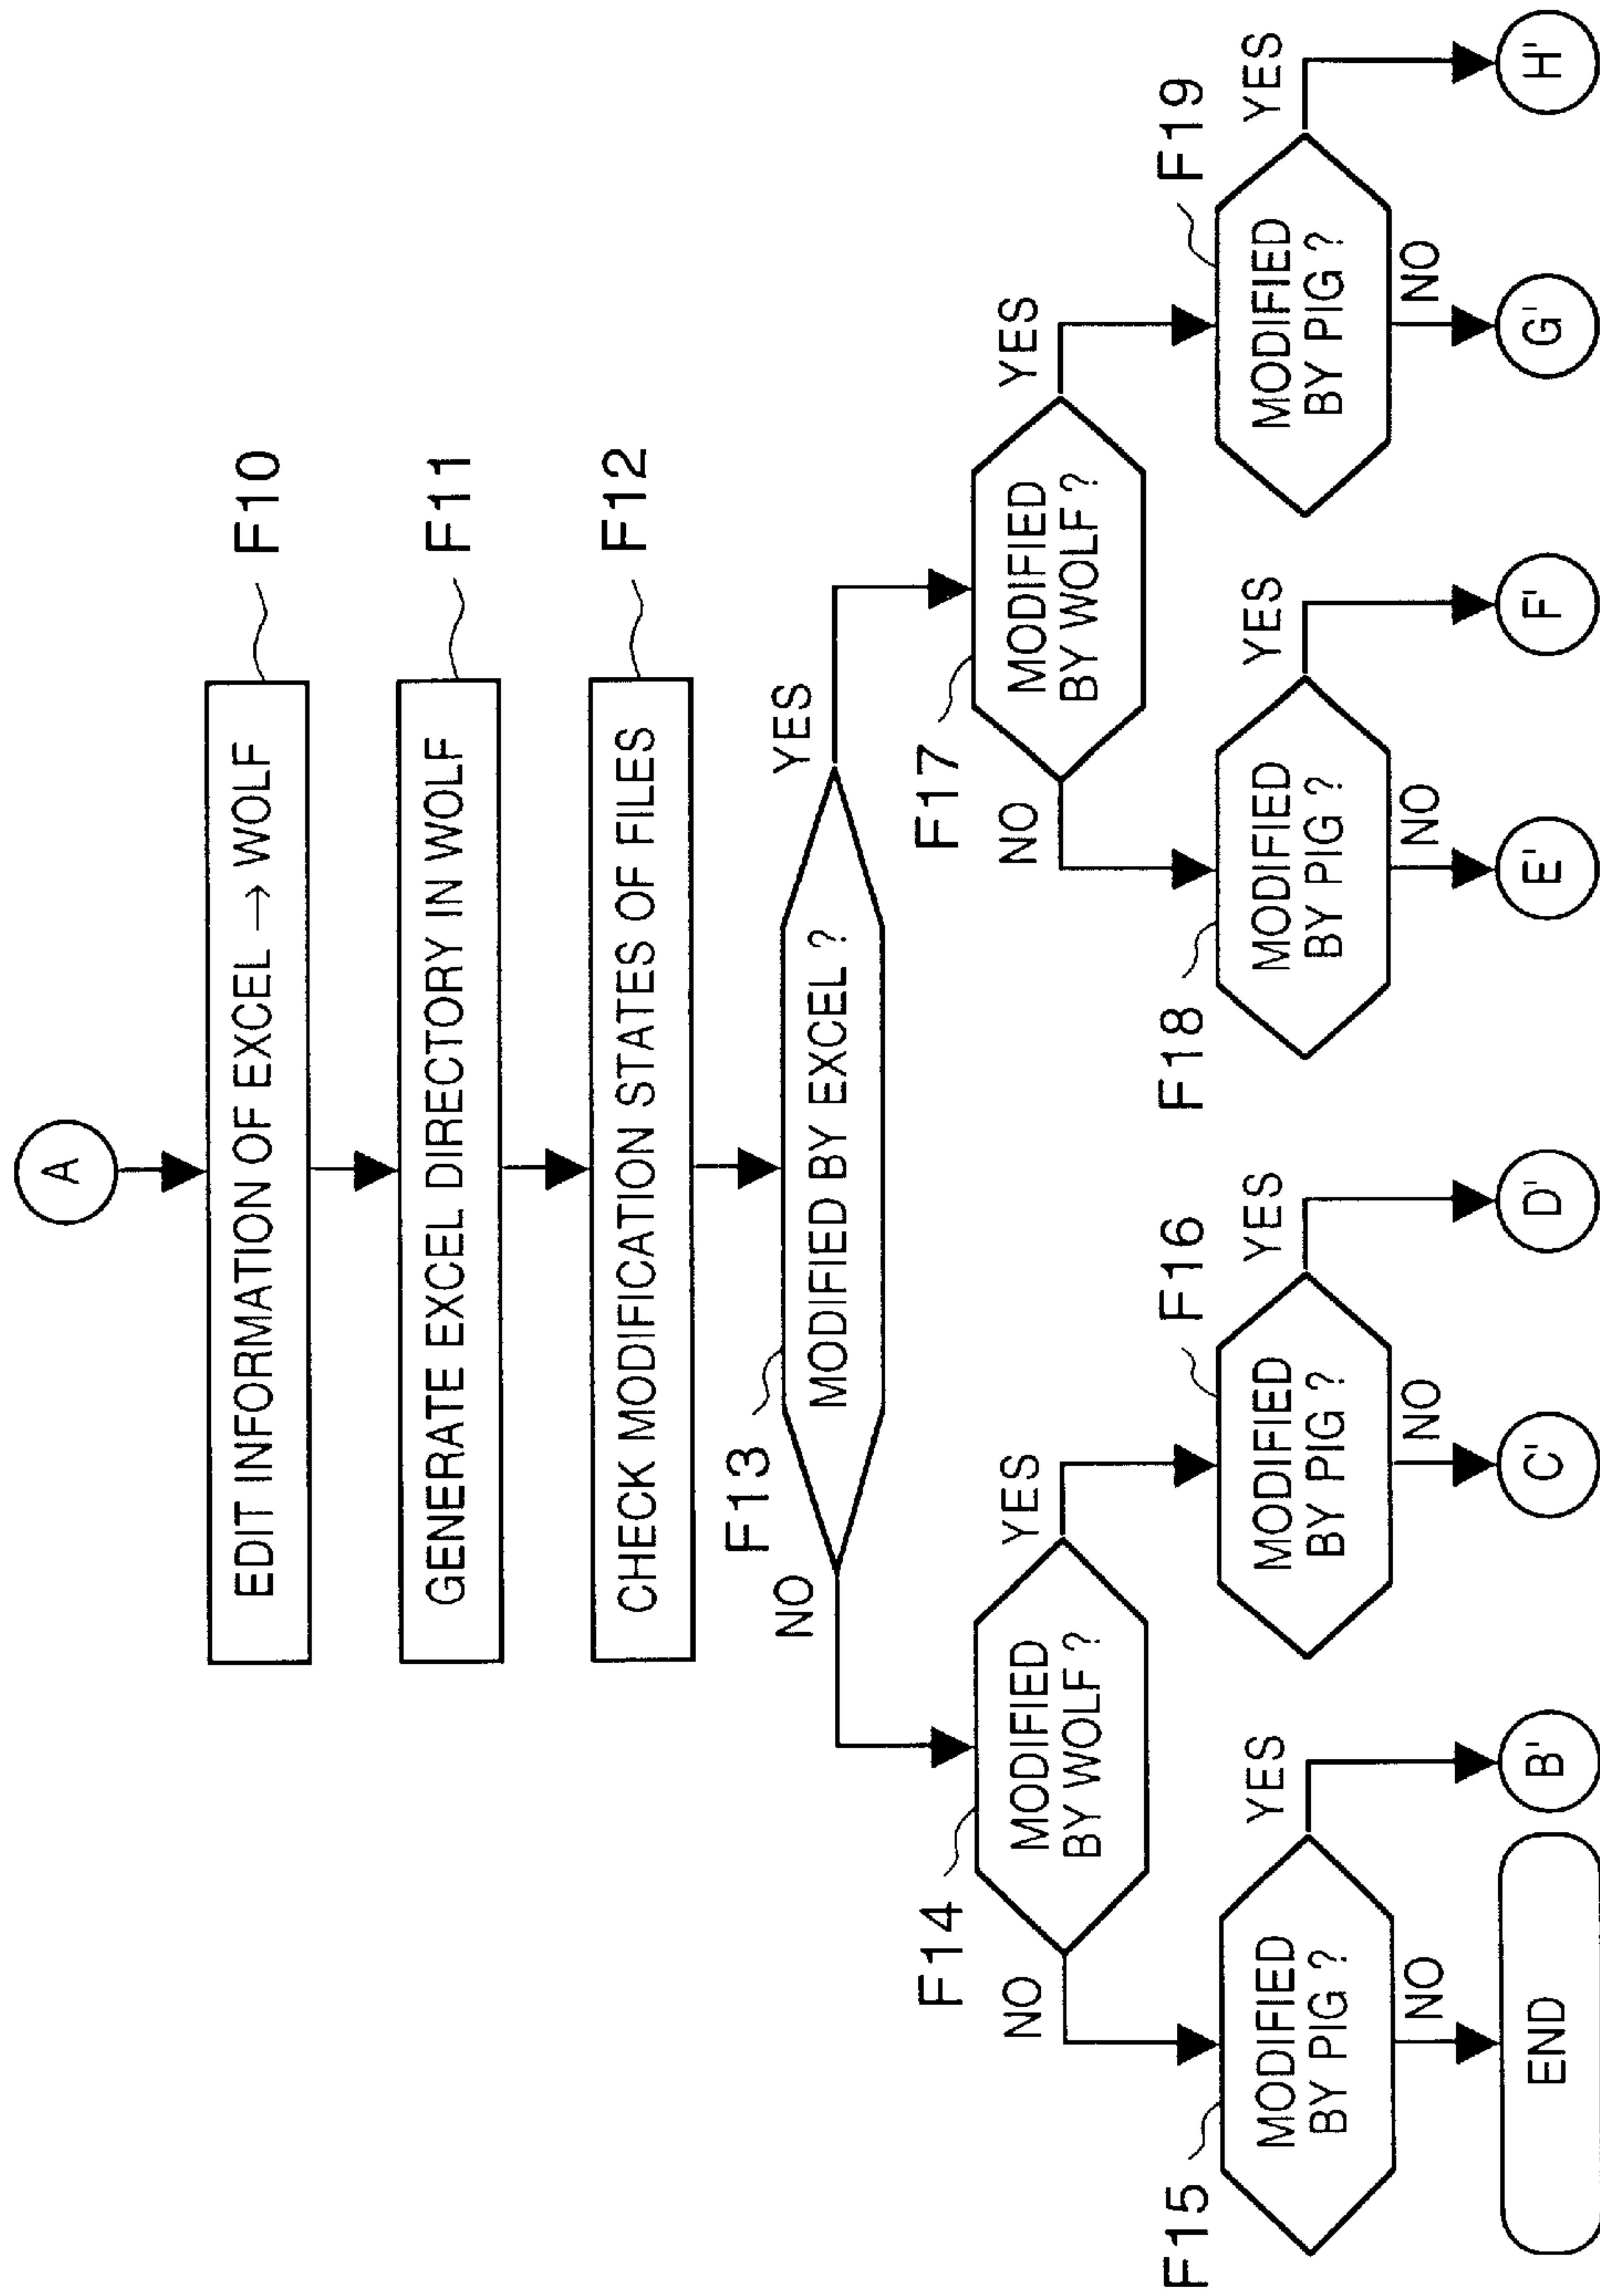 A
EDIT INFORMATION OF EXCEL → WOLF
F10
GENERATE EXCEL DIRECTORY IN WOLF
F11
CHECK MODIFICATION STATES OF FILES
F12
F13
MODIFIED BY EXCEL ?
NO
YES
F14
MODIFIED
BY WOLF ?
NO
YES
F17
MODIFIED
BY WOLF ?
NO
YES
F15
MODIFIED
BY PIG ?
NO
YES
F16
MODIFIED
BY PIG ?
NO
YES
F18
MODIFIED
BY PIG ?
NO
YES
F19
MODIFIED
BY PIG ?
NO
YES
END
B'
C'
D'
E'
F'
G'
H'